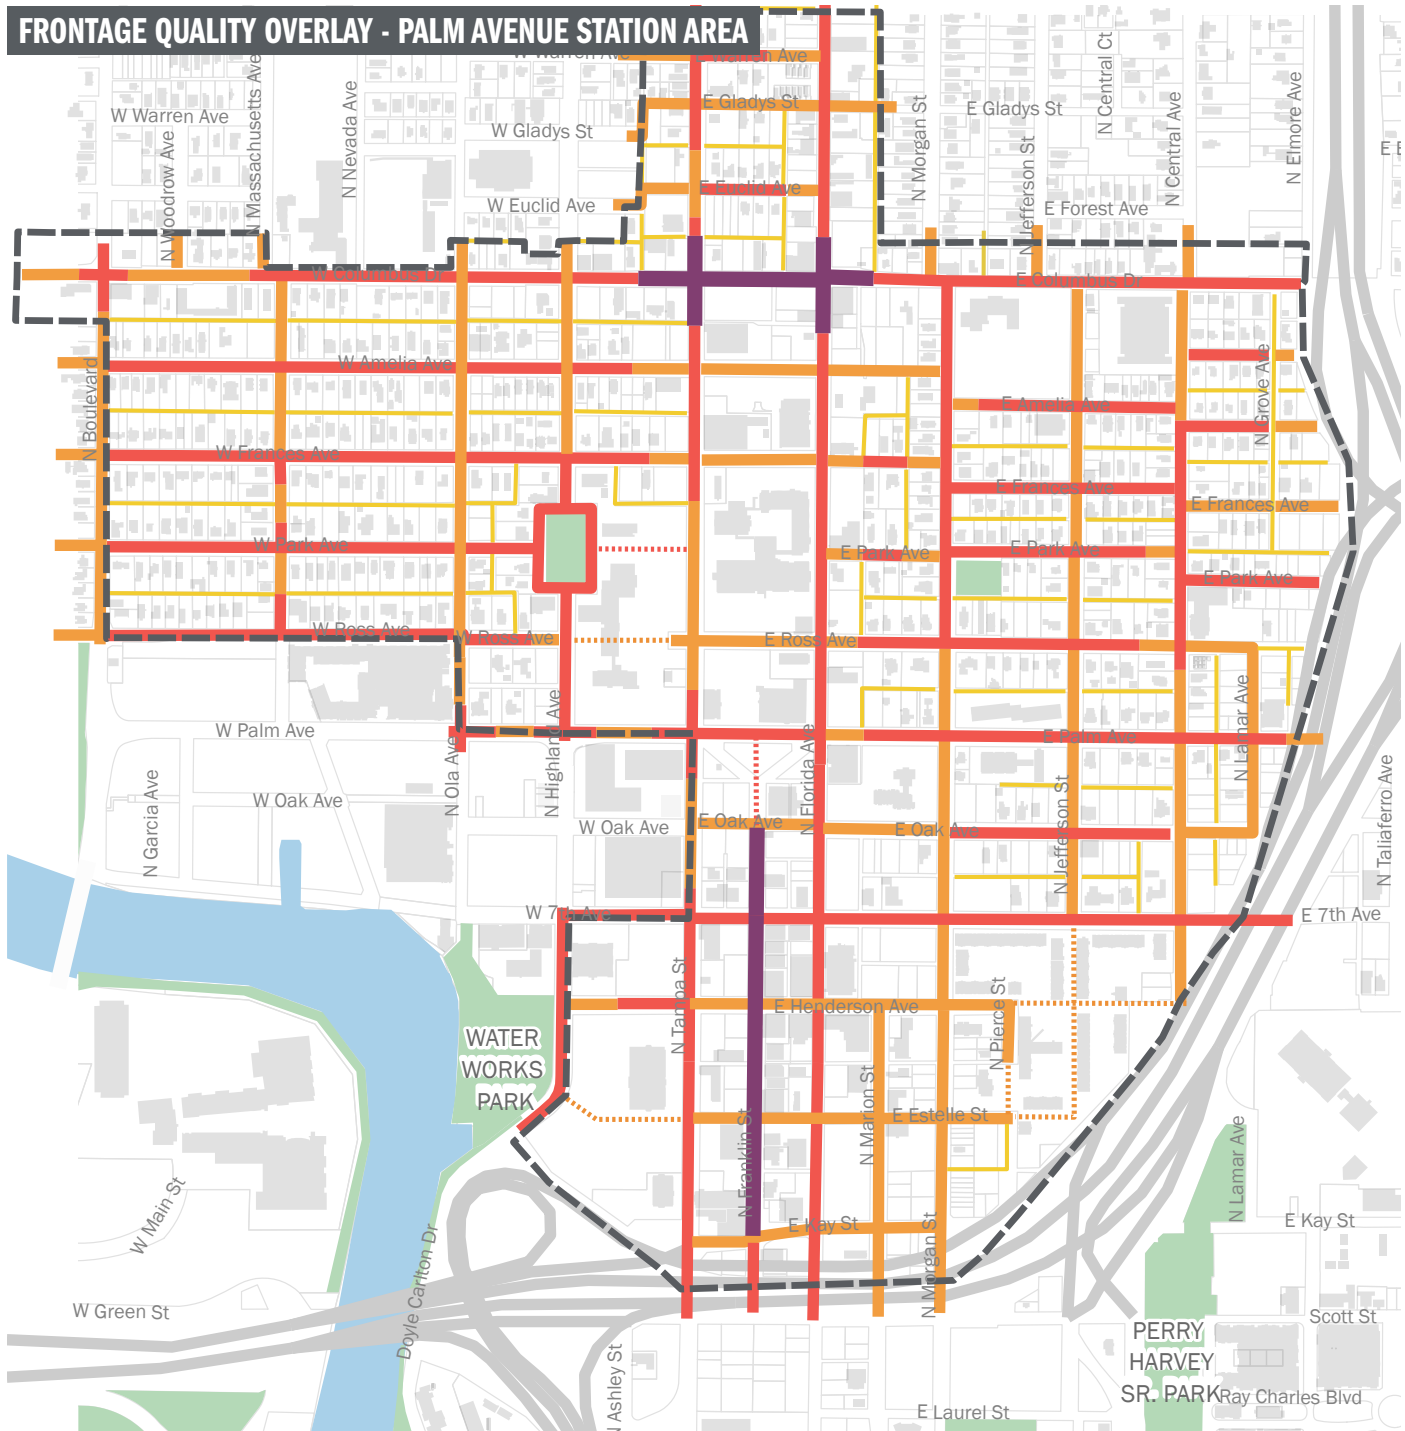 FRONTAGE QUALITY OVERLAY - PALM AVENUE STATION AREA
W Warren Ave
E Warren Ave
W Warren Ave
E Gladys St
E Gladys St
W Gladys St
N Woodrow Ave
N Massachusetts Ave
N Nevada Ave
N Morgan St
N Jefferson St
N Central Ct
N Central Ave
N Elmore Ave
E E
E Euclid Ave
W Euclid Ave
E Forest Ave
W Columbus Dr
E Columbus Dr
W Amelia Ave
N Boulevard
N Grove Ave
E Amelia Ave
W Frances Ave
E Frances Ave
E Frances Ave
W Park Ave
E Park Ave
E Park Ave
E Park Ave
W Ross Ave
W Ross Ave
E Ross Ave
W Palm Ave
E Palm Ave
N Ola Ave
N Highland Ave
N Florida Ave
N Jefferson St
N Lamar Ave
N Taliaferro Ave
N Garcia Ave
W Oak Ave
W Oak Ave
E Oak Ave
E Oak Ave
W 7th Ave
E 7th Ave
N Tampa St
E Henderson Ave
N Pierce St
WATER
WORKS
PARK
N Franklin St
N Marion St
E Estelle St
N Lamar Ave
W Main St
Doyle Carlton Dr
E Kay St
N Morgan St
E Kay St
W Green St
Scott St
PERRY
HARVEY
SR. PARK
Ray Charles Blvd
N Ashley St
E Laurel St